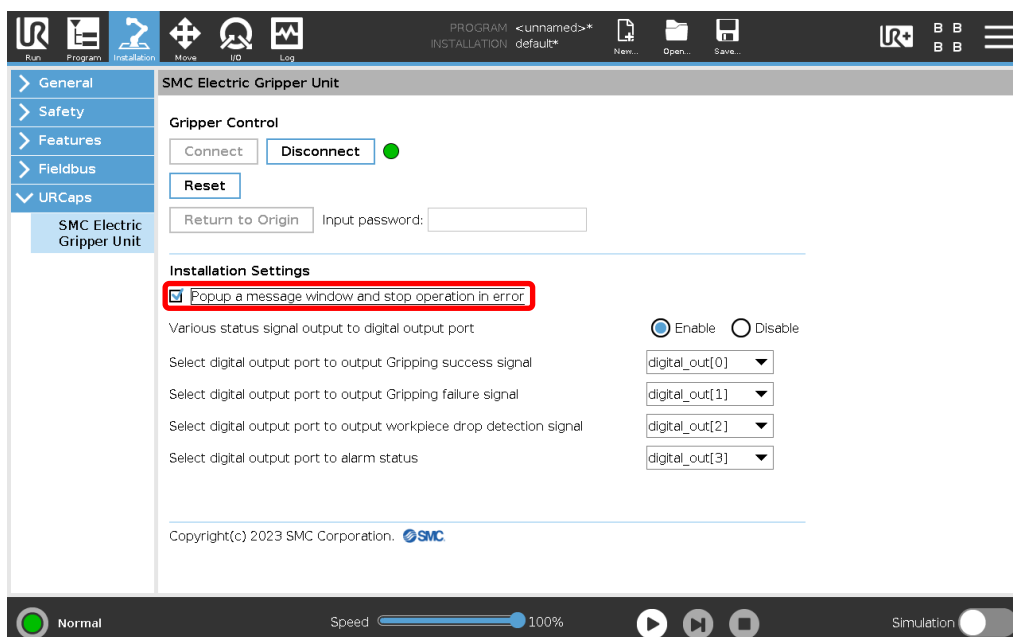 PROGRAM <unnamed>*
INSTALLATION default*
Run Program Installation Move I/O Log New... Open... Save...
UR+
B B
B B
General
Safety
Features
Fieldbus
URCaps
SMC Electric
Gripper Unit
SMC Electric Gripper Unit
Gripper Control
Connect Disconnect
Reset
Return to Origin Input password:
Installation Settings
Popup a message window and stop operation in error
Various status signal output to digital output port Enable Disable
Select digital output port to output Gripping success signal digital_out[0]
Select digital output port to output Gripping failure signal digital_out[1]
Select digital output port to output workpiece drop detection signal digital_out[2]
Select digital output port to alarm status digital_out[3]
Copyright(c) 2023 SMC Corporation. SMC
Normal Speed 100% Simulation